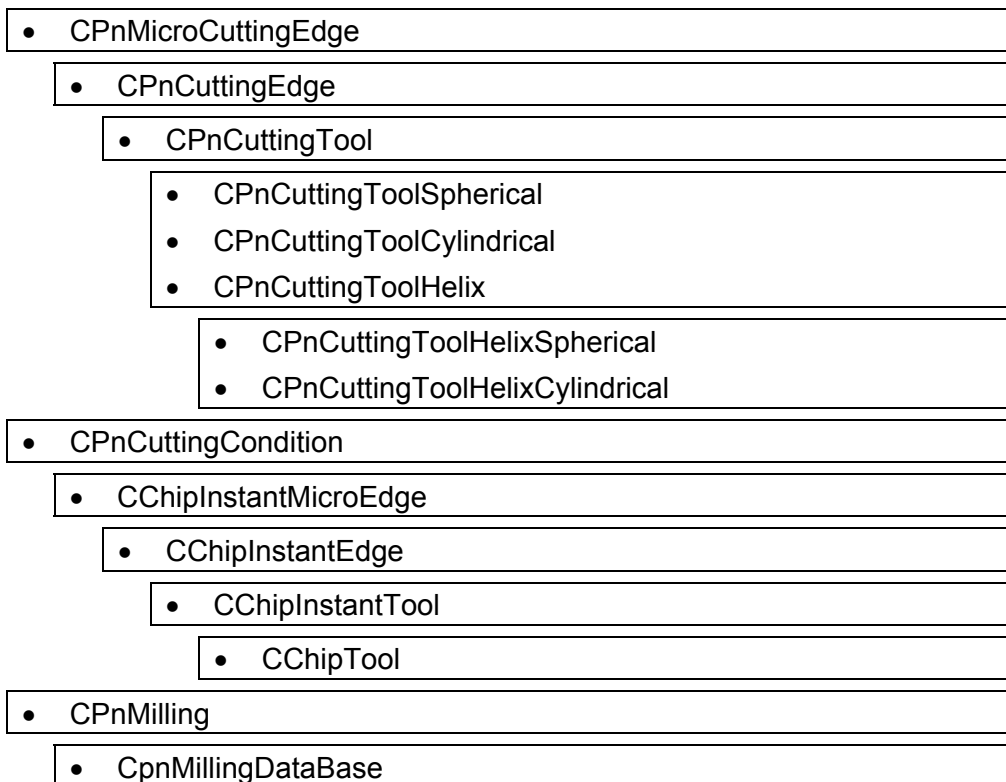 • CPnMicroCuttingEdge
• CPnCuttingEdge
• CPnCuttingTool
• CPnCuttingToolSpherical
• CPnCuttingToolCylindrical
• CPnCuttingToolHelix
• CPnCuttingToolHelixSpherical
• CPnCuttingToolHelixCylindrical
• CPnCuttingCondition
• CChipInstantMicroEdge
• CChipInstantEdge
• CChipInstantTool
• CChipTool
• CPnMilling
• CpnMillingDataBase